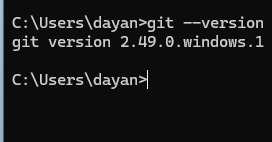 C:\Users\dayan>git --version
git version 2.49.0.windows.1
C:\Users\dayan>